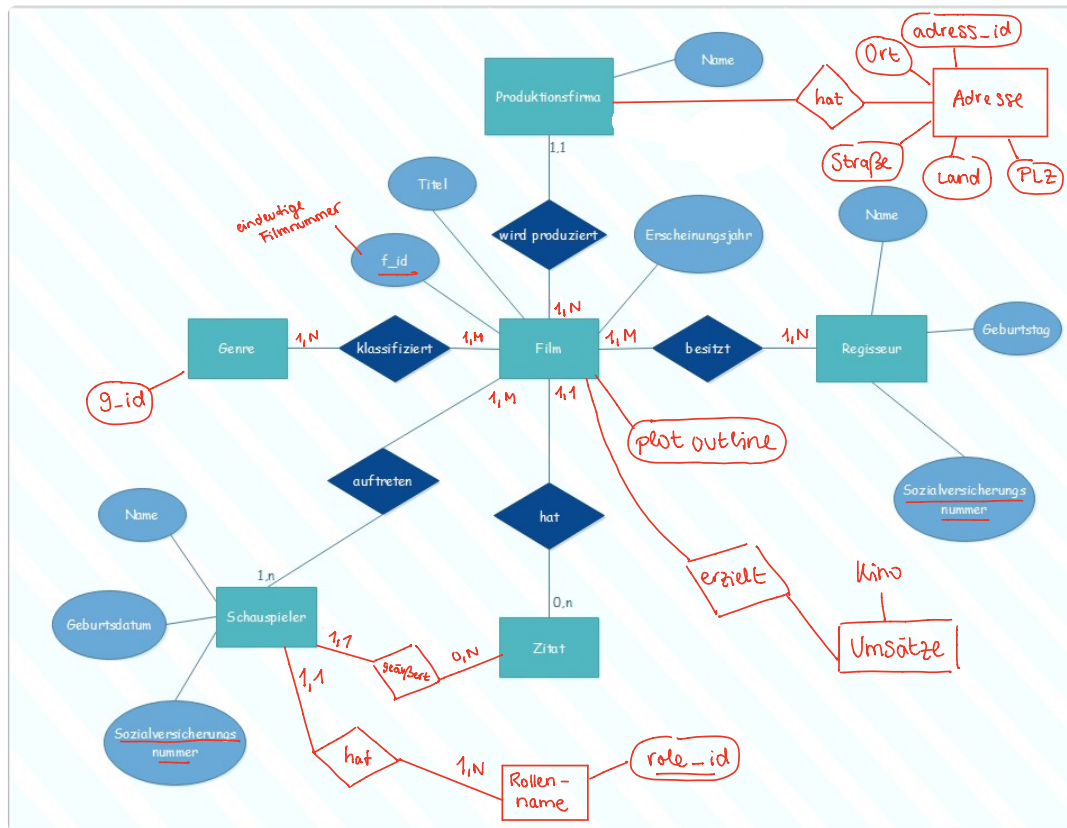 adress_id
Ort
Name
Produktionsfirma
hat
Adresse
1,1
Straße
Land
PLZ
Titel
Name
eindeutige
Filmnummer
wird produziert
Erscheinungsjahr
f_id
1,N
Genre
1,N
klassifiziert
1,M
Film
1,M
besitzt
1,N
Regisseur
Geburtstag
g_id
1,M
1,1
plot outline
auftreten
Sozialversicherungs
nummer
Name
hat
1,n
erzielt
Kino
0,n
Geburtsdatum
Schauspieler
1,1
geäußert
0,N
Zitat
Umsätze
1,1
Sozialversicherungs
nummer
hat
1,N
Rollen-
name
role_id